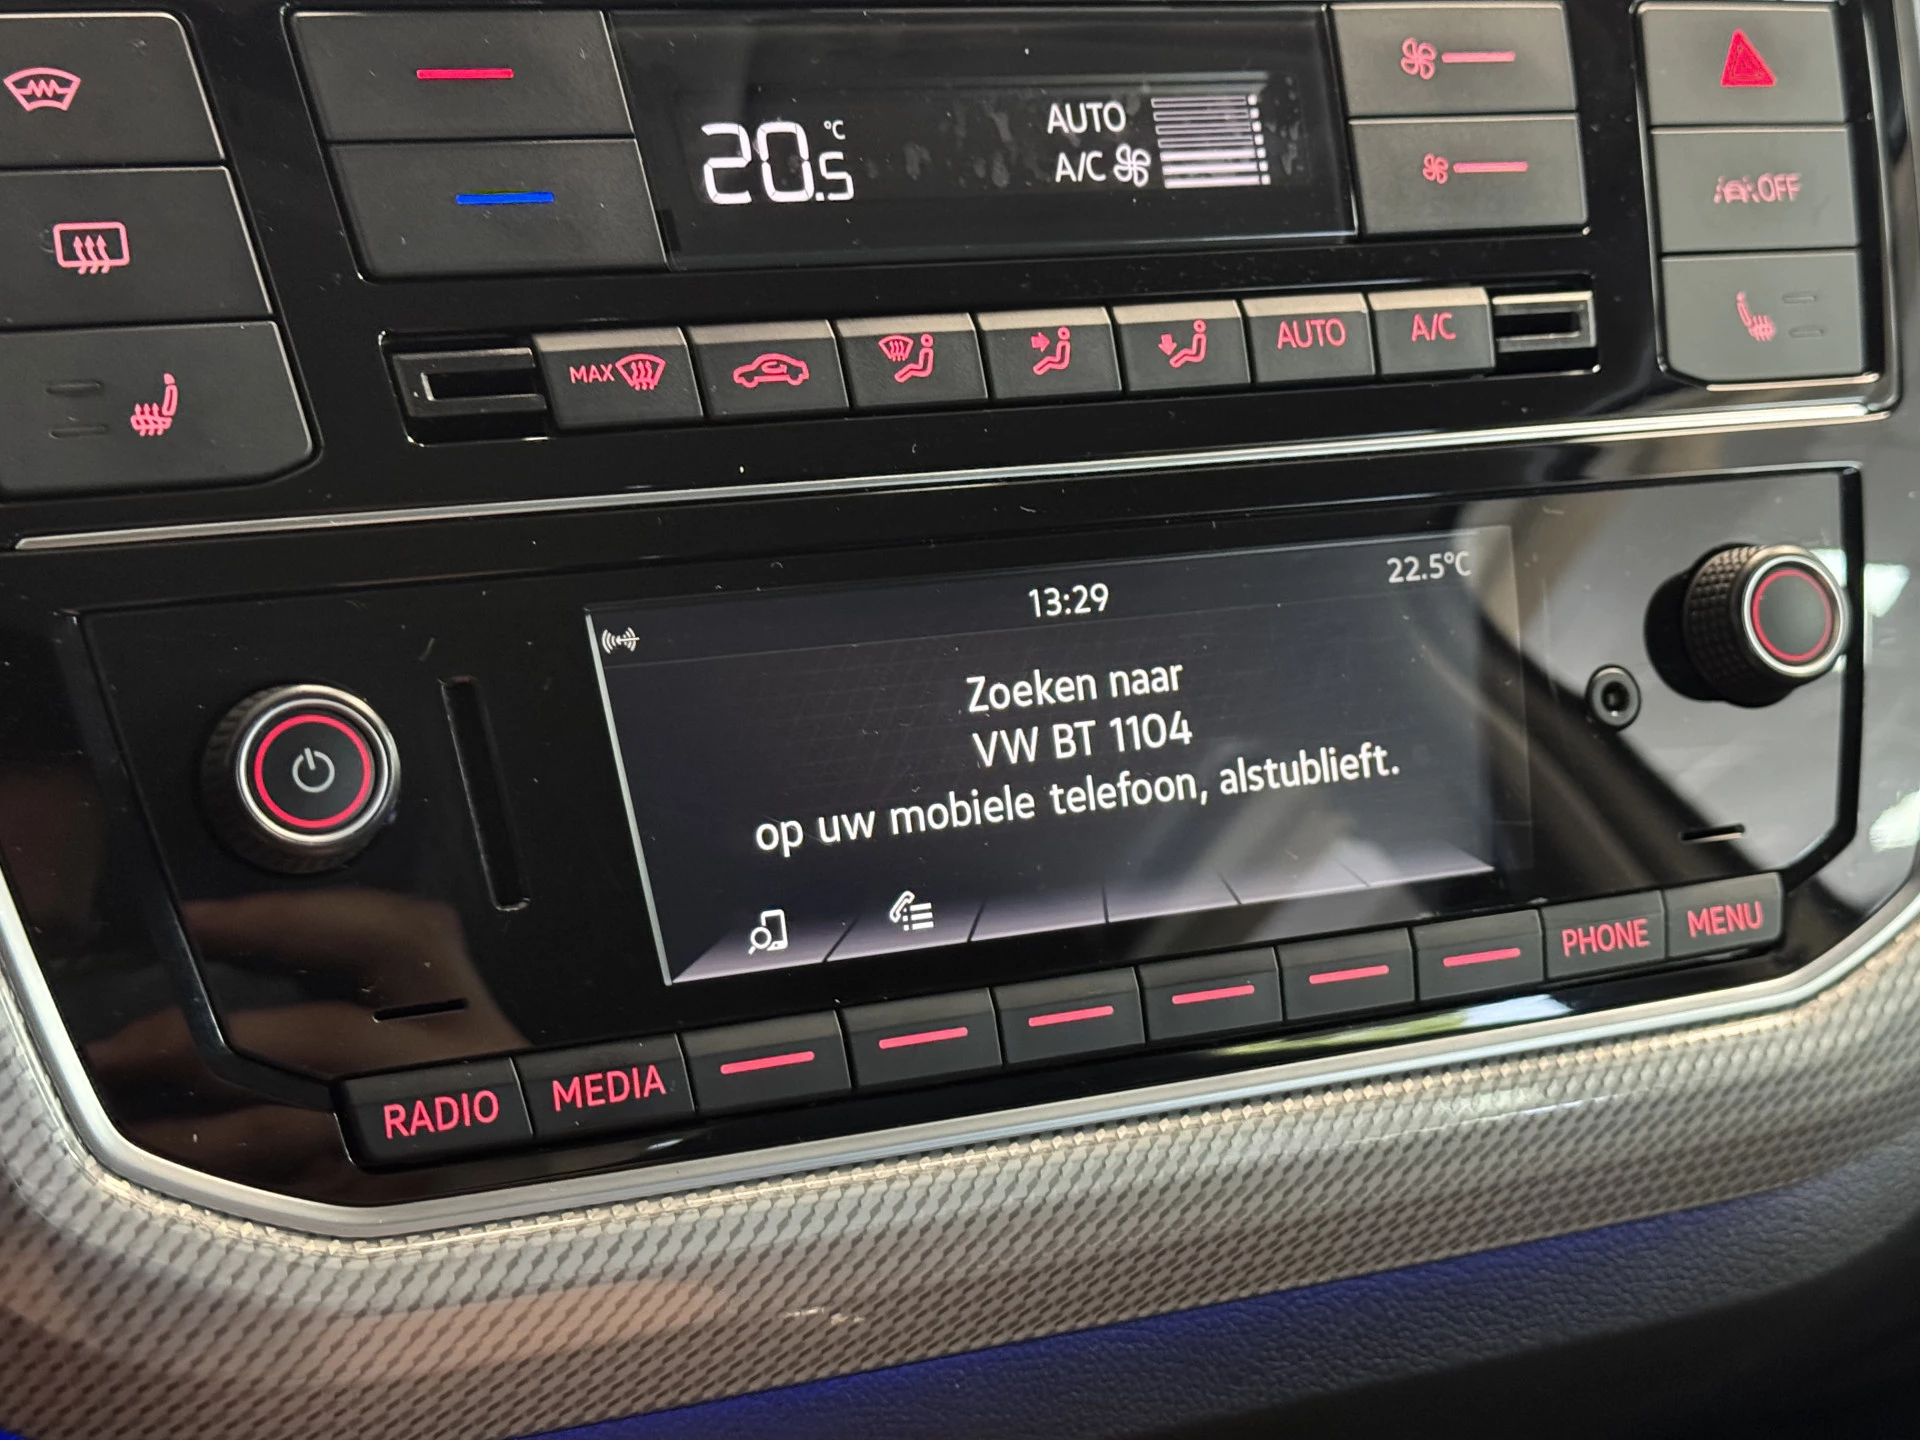 20.5 °C
AUTO
A/C
OFF
MAX
AUTO
A/C
13:29
22.5°C
Zoeken naar
VW BT 1104
op uw mobiele telefoon, alstublieft.
RADIO
MEDIA
PHONE
MENU